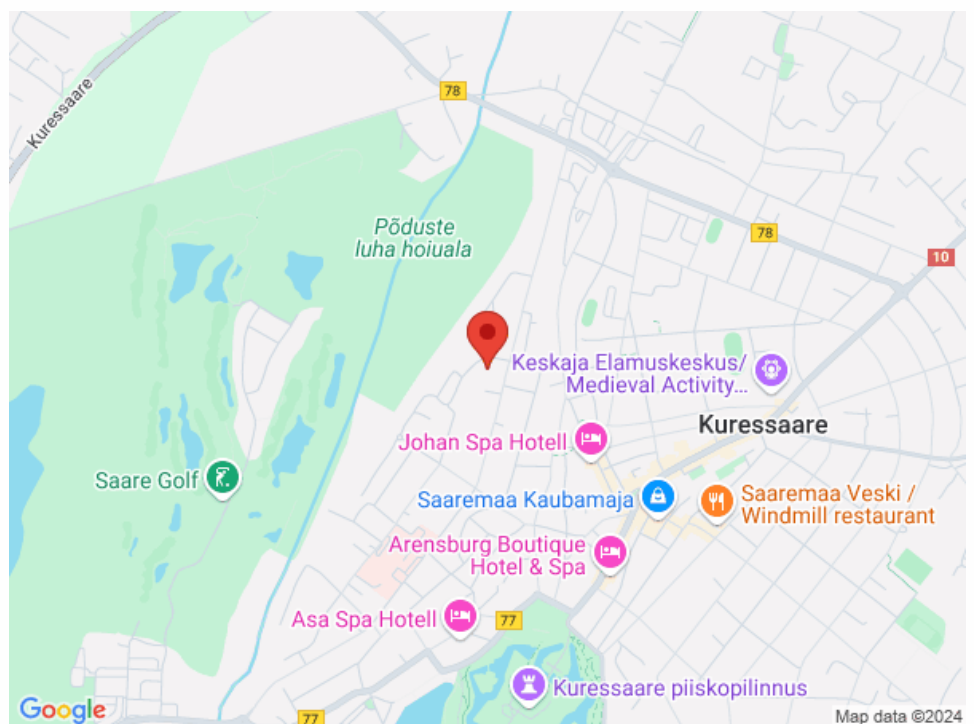 78
Kuressaare
Põduste
luha hoiuala
78
10
Keskaja Elamuskeskus/
Medieval Activity...
Kuressaare
Johan Spa Hotell
Saare Golf
Saaremaa Kaubamaja
Saaremaa Veski /
Windmill restaurant
Arensburg Boutique
Hotel & Spa
Asa Spa Hotell
77
Kuressaare piiskopilinnus
Google
77
Map data ©2024